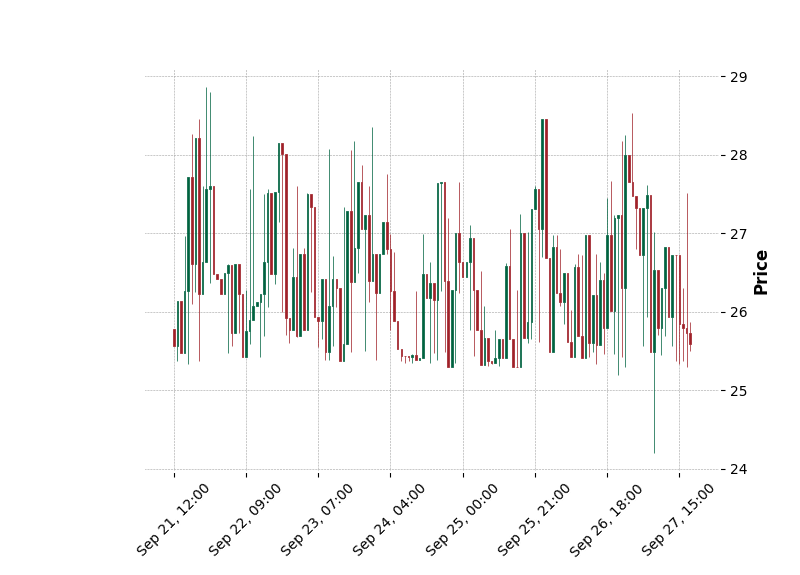 29
28
27
26
25
24
Price
Sep 21, 12:00
Sep 22, 09:00
Sep 23, 07:00
Sep 24, 04:00
Sep 25, 00:00
Sep 25, 21:00
Sep 26, 18:00
Sep 27, 15:00